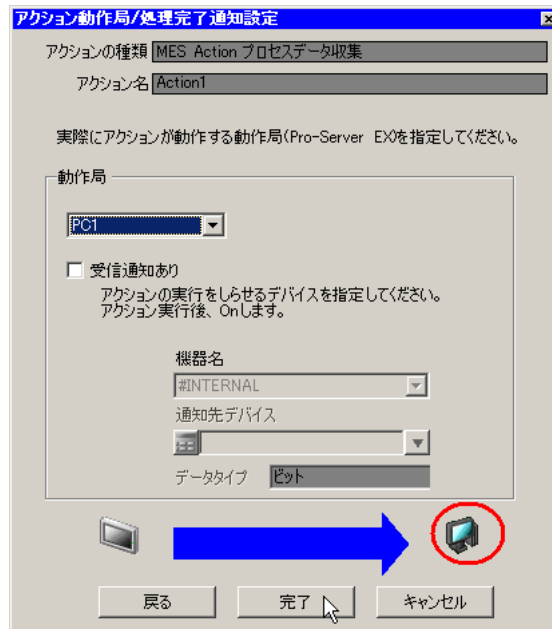 アクション動作局/処理完了通知設定
アクションの種類 MES Action プロセスデータ収集
アクション名 Action1
実際にアクションが動作する動作局(Pro-Server EX)を指定してください。
動作局
PC1
受信通知あり
アクションの実行をしらせるデバイスを指定してください。
アクション実行後、Onします。
機器名
#INTERNAL
通知先デバイス
データタイプ ビット
戻る 完了 キャンセル